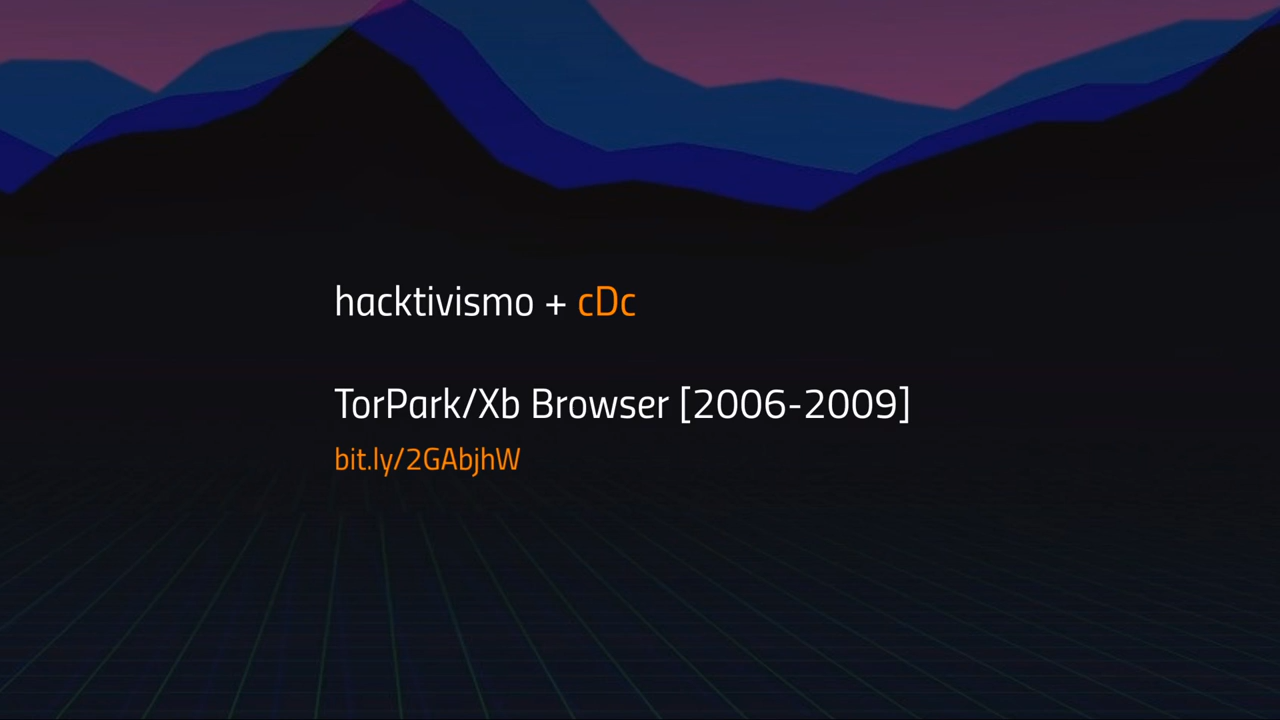 hacktivismo + cDc
TorPark/Xb Browser [2006-2009]
bit.ly/2GAbjhW